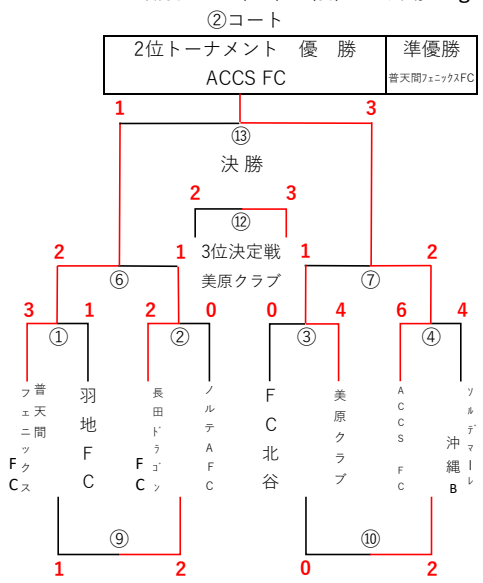 ②コート
2位トーナメント 優 勝
ACCS FC
準優勝
普天間フェニックスFC
1 3
⑬
決 勝
2 3
⑫
3位決定戦
美原クラブ
2 1
⑥
1 2
⑦
3 1
①
2 0
②
0 4
③
6 4
④
普天間フェニックスFC
羽地FC
長田ドラゴンFC
ノルテAFC
FC北谷
美原クラブ
ACCS FC
ソルデマール沖縄B
⑨
1 2
⑩
0 2